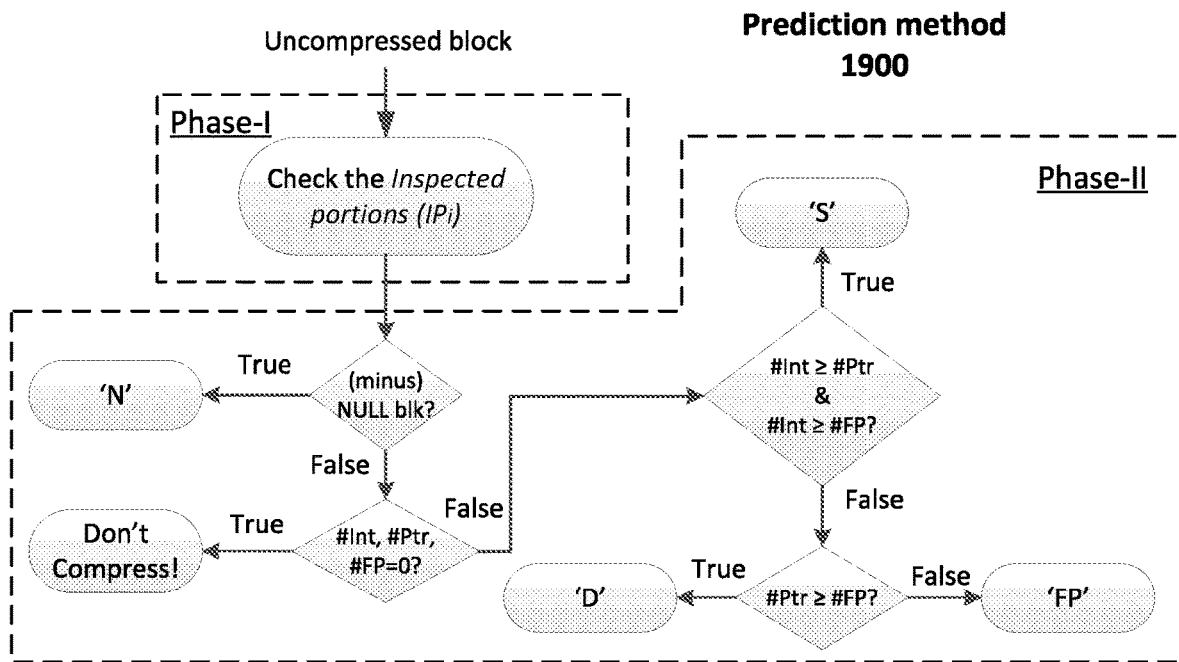 Prediction method
1900
Uncompressed block
Phase-I
Check the Inspected
portions (IPi)
Phase-II
'S'
True
#Int ≥ #Ptr
&
#Int ≥ #FP?
'N'
True
(minus)
NULL blk?
False
False
False
Don't
Compress!
True
#Int, #Ptr,
#FP=0?
'D'
True
#Ptr ≥ #FP?
False
'FP'